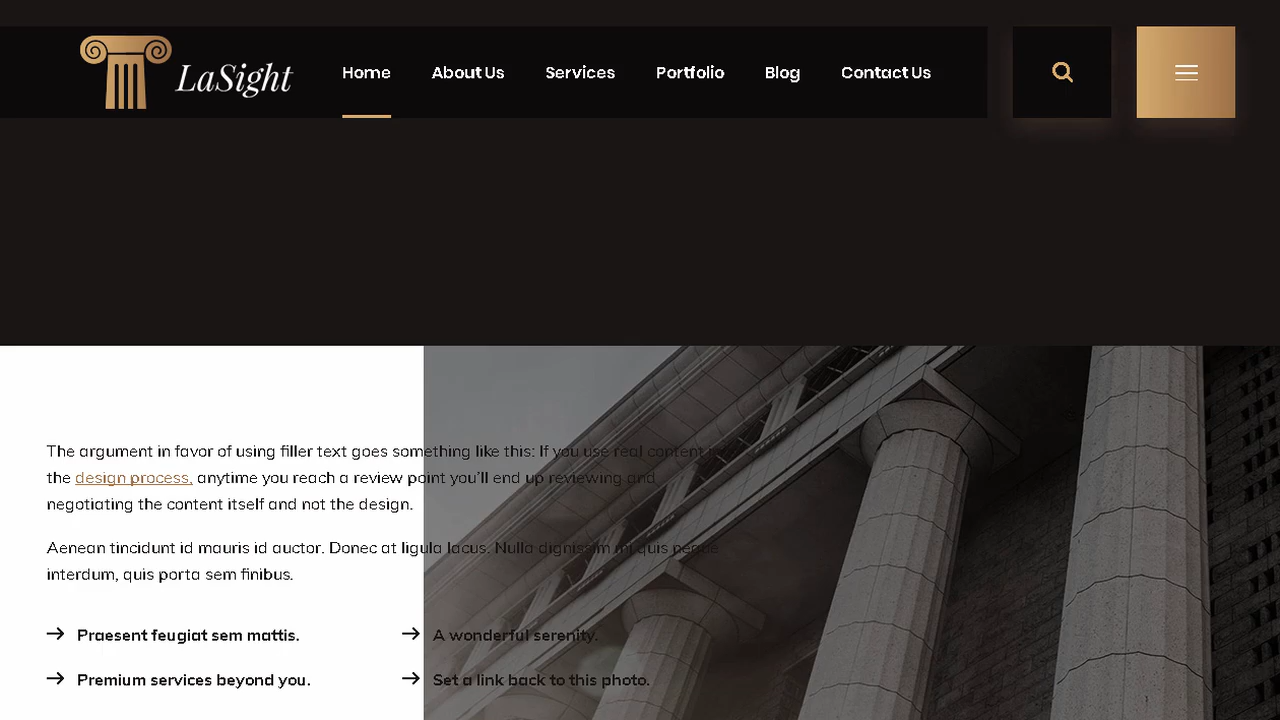 LaSight
Home About Us Services Portfolio Blog Contact Us
The argument in favor of using filler text goes something like this: If you use real content in
the design process, anytime you reach a review point you'll end up reviewing and
negotiating the content itself and not the design.
Aenean tincidunt id mauris id auctor. Donec at ligula lacus. Nulla dignissim mi quis neque
interdum, quis porta sem finibus.
Praesent feugiat sem mattis. A wonderful serenity.
Premium services beyond you. Set a link back to this photo.